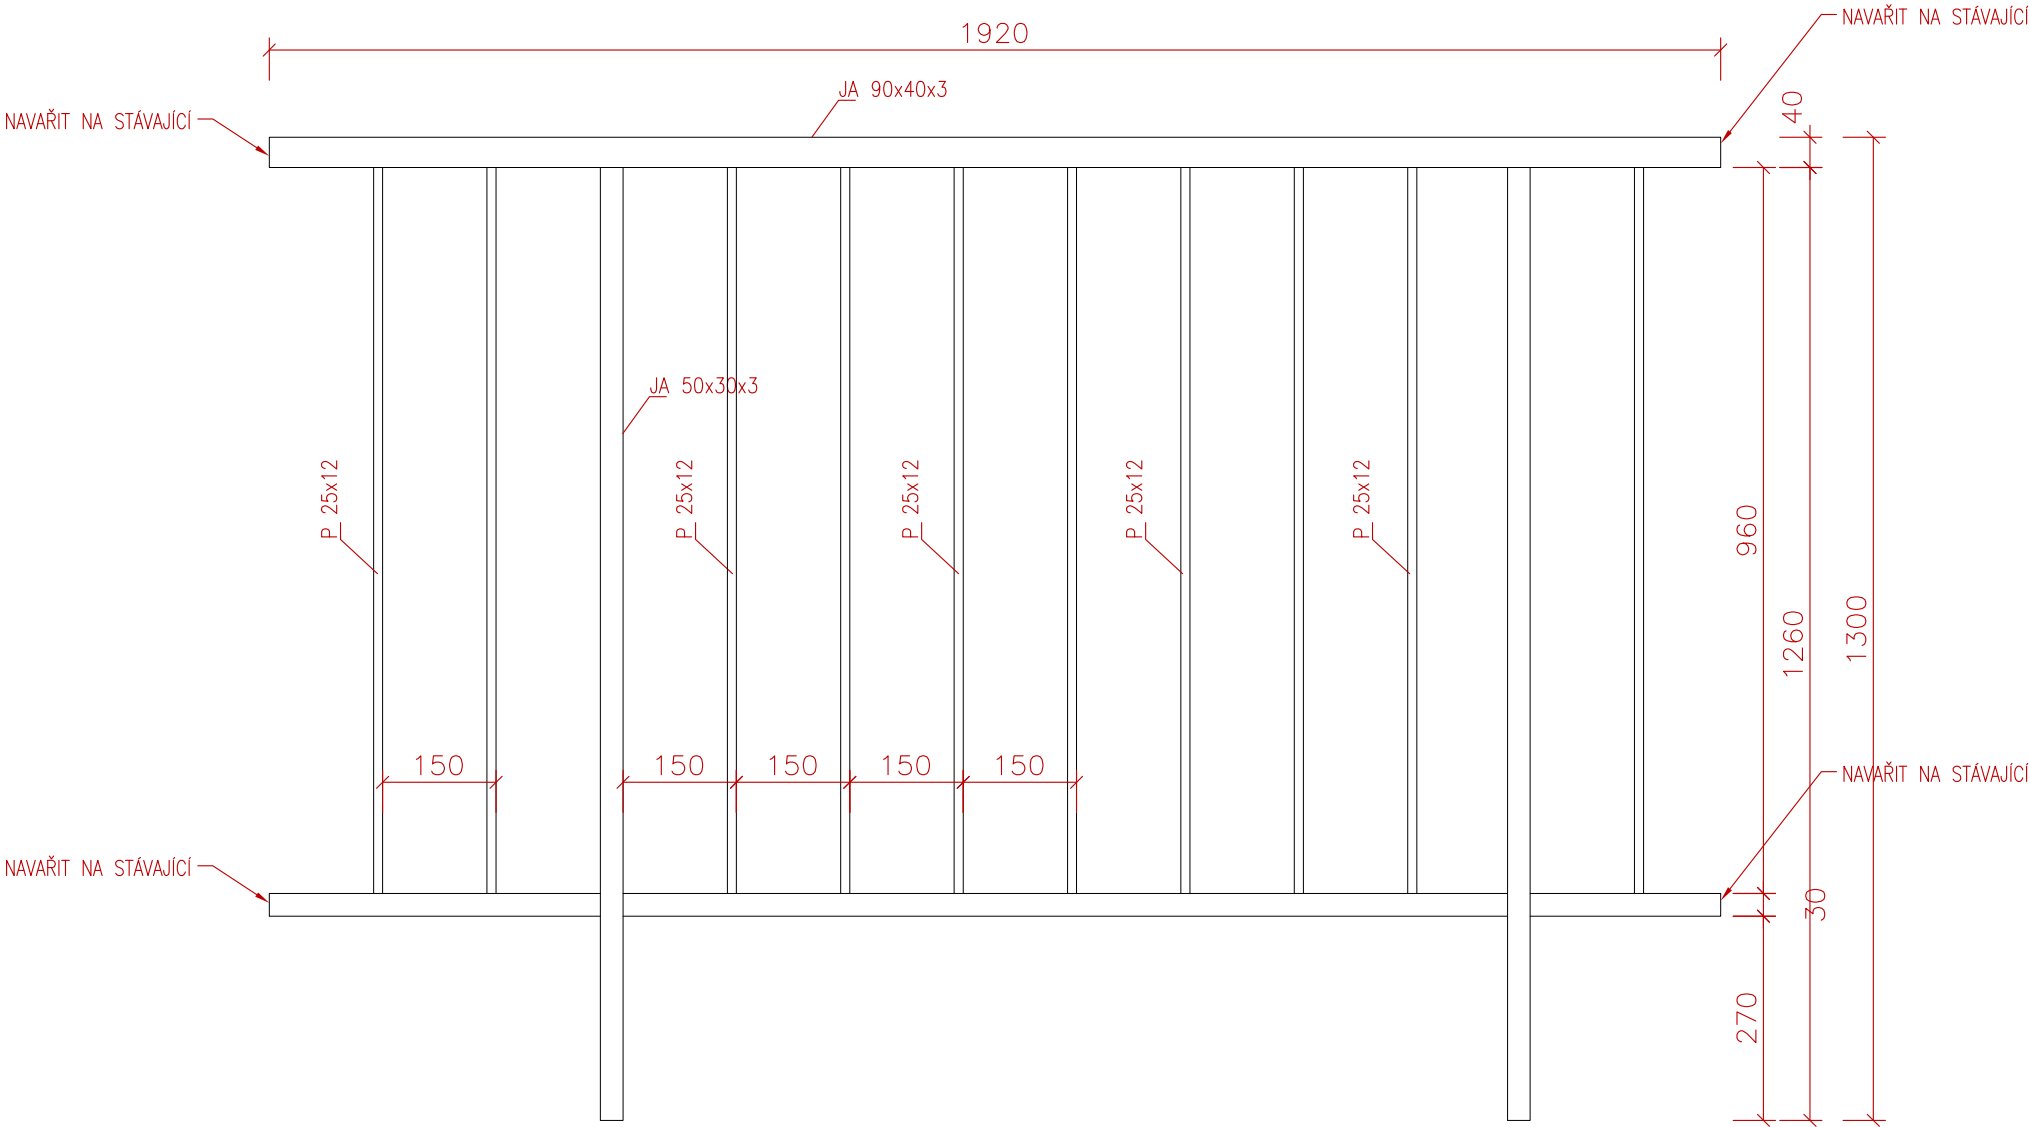 NAVAŘIT NA STÁVAJÍCÍ
1920
JA 90x40x3
40
NAVAŘIT NA STÁVAJÍCÍ
JA 50x30x3
P 25x12
P 25x12
P 25x12
P 25x12
P 25x12
960
1260
1300
150
150
150
150
150
NAVAŘIT NA STÁVAJÍCÍ
NAVAŘIT NA STÁVAJÍCÍ
30
270